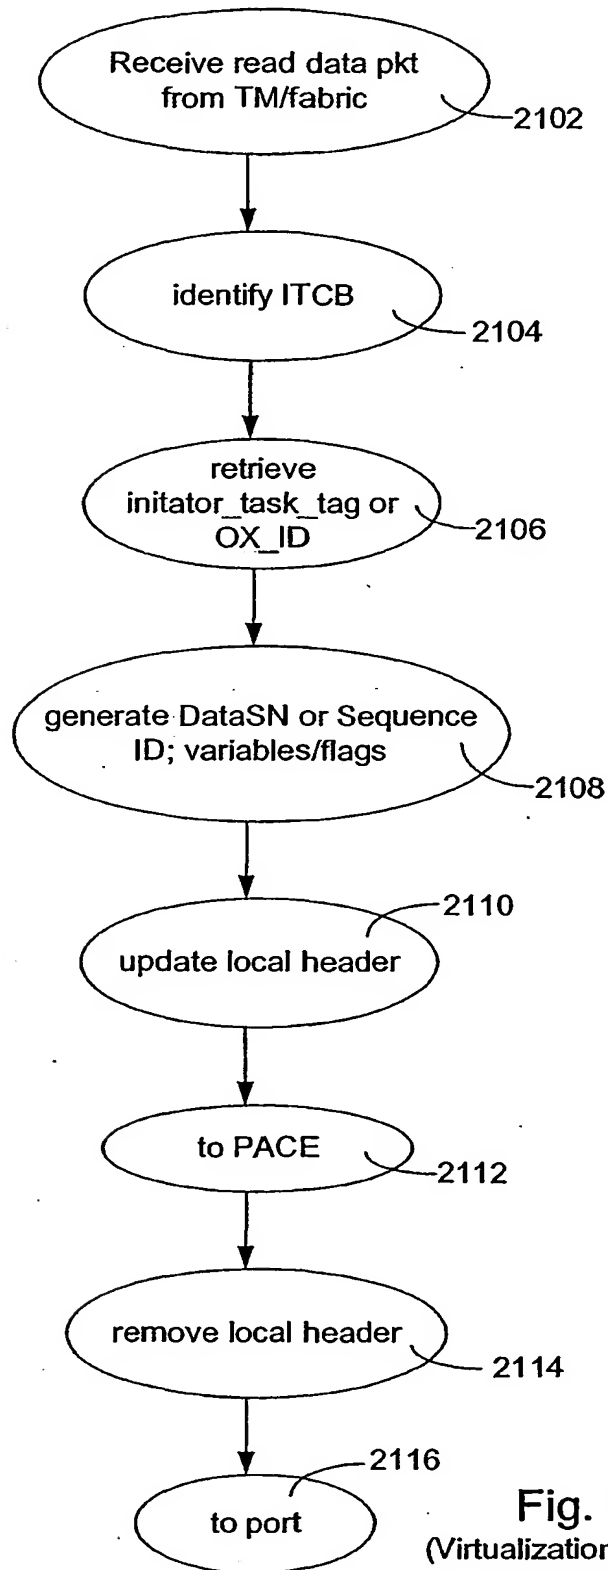 Receive read data pkt
from TM/fabric
2102
identify ITCB
2104
retrieve
initator_task_tag or
OX_ID
2106
generate DataSN or Sequence
ID; variables/flags
2108
2110
update local header
to PACE
2112
remove local header
2114
2116
to port
Fig.
(Virtualization